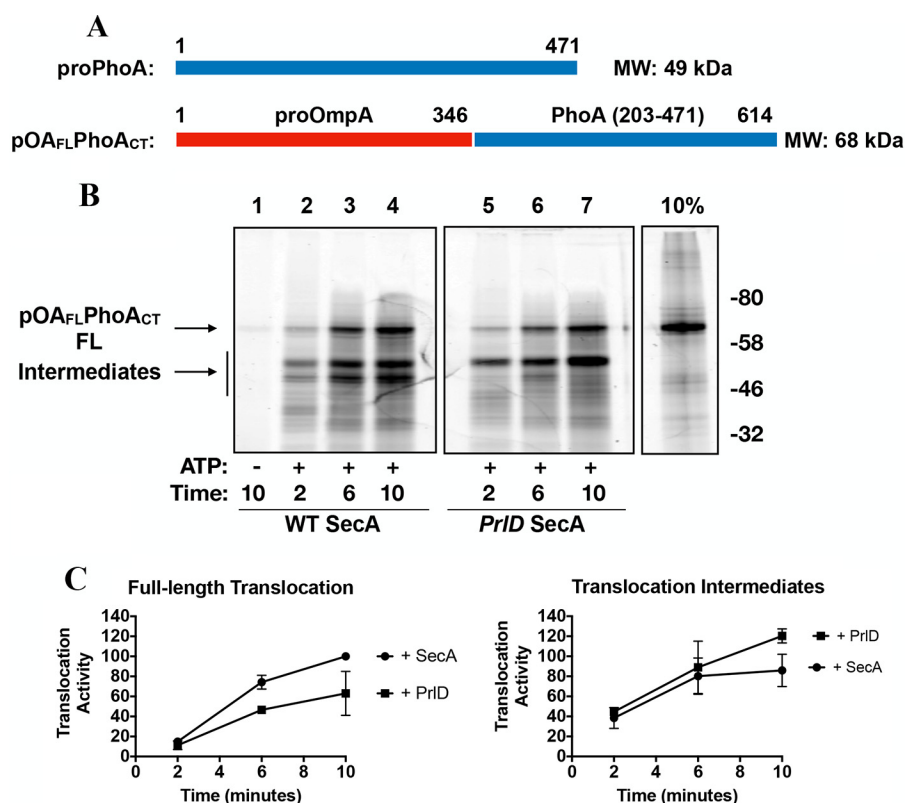 A
1 471
proPhoA: MW: 49 kDa
1 proOmpA 346 PhoA (203-471) 614
pOAFLPhoACT: MW: 68 kDa
B
1 2 3 4 5 6 7 10%
pOAFLPhoACT
FL
Intermediates
-80
-58
-46
-32
ATP: - + + + + + +
Time: 10 2 6 10 2 6 10
WT SecA PrlD SecA
C
Full-length Translocation
Translocation Activity
140
120
100
80
60
40
20
0
0 2 4 6 8 10
Time (minutes)
+ SecA
+ PrlD
Translocation Intermediates
Translocation Activity
140
120
100
80
60
40
20
0
0 2 4 6 8 10
Time (minutes)
+ PrlD
+ SecA